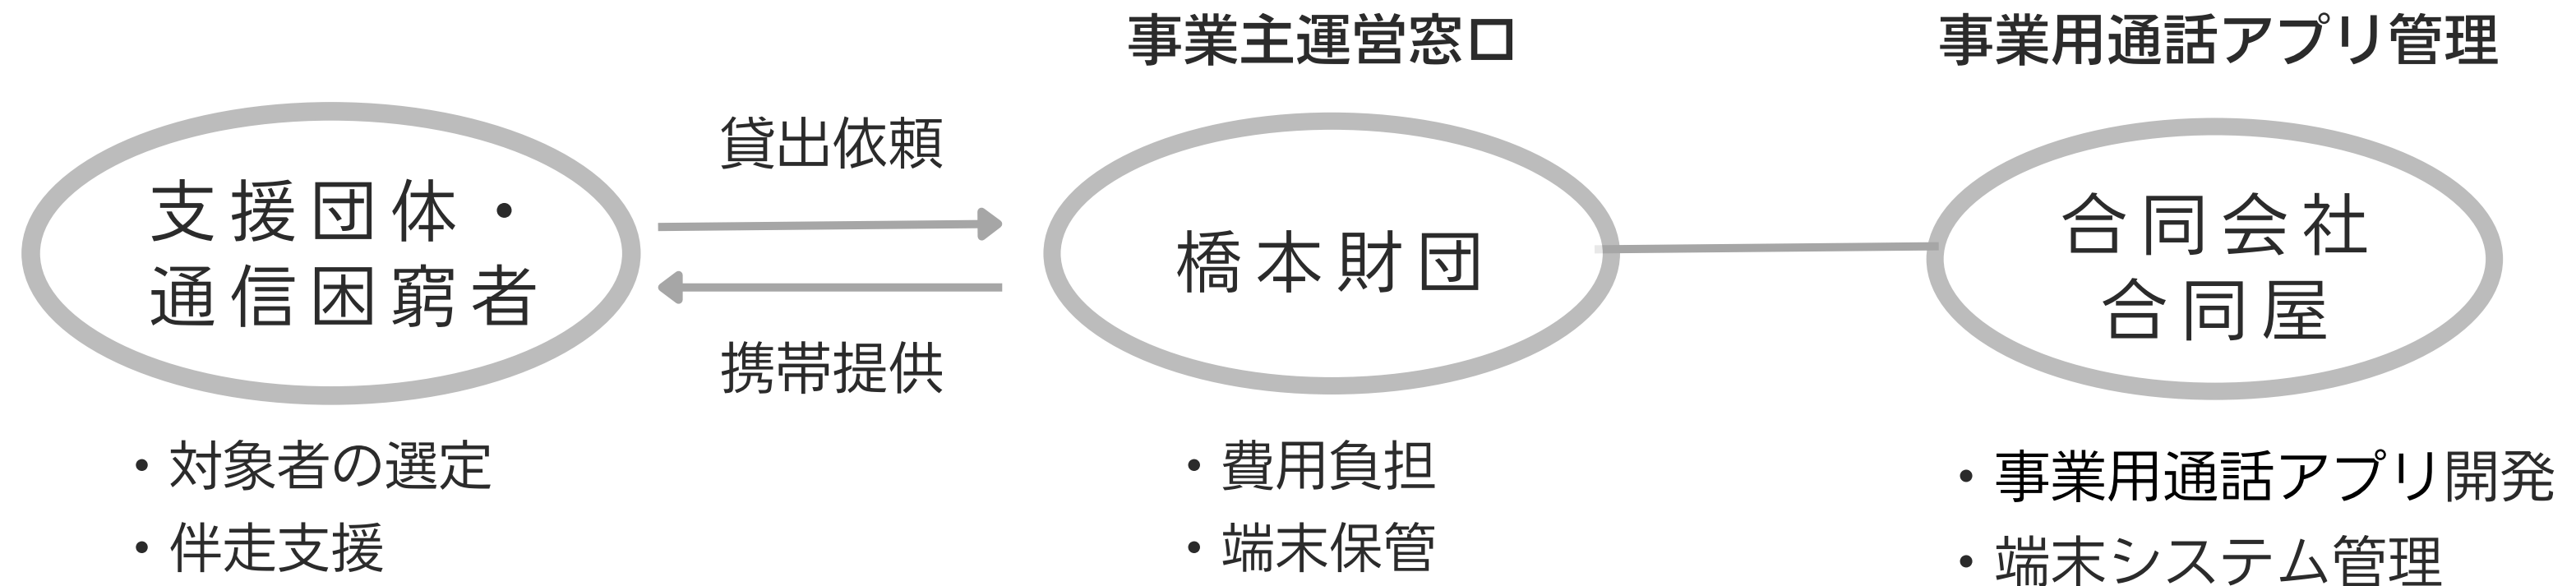 事業主運営窓口
事業用通話アプリ管理
貸出依頼
支援団体・
通信困窮者
橋本財団
合同会社
合同屋
携帯提供
・対象者の選定
・伴走支援
・費用負担
・端末保管
・事業用通話アプリ開発
・端末システム管理